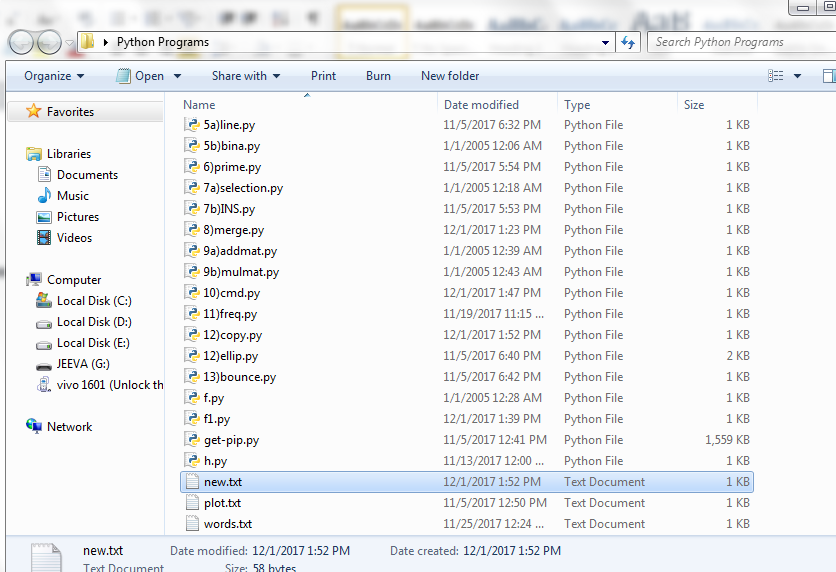 Python Programs
Search Python Programs
Organize Open Share with Print Burn New folder
Favorites
Libraries
Documents
Music
Pictures
Videos
Computer
Local Disk (C:)
Local Disk (D:)
Local Disk (E:)
JEEVA (G:)
vivo 1601 (Unlock th
Network
Name Date modified Type Size
5a)line.py 11/5/2017 6:32 PM Python File 1 KB
5b)bina.py 1/1/2005 12:06 AM Python File 1 KB
6)prime.py 11/5/2017 5:54 PM Python File 1 KB
7a)selection.py 1/1/2005 12:18 AM Python File 1 KB
7b)INS.py 11/5/2017 5:53 PM Python File 1 KB
8)merge.py 12/1/2017 1:23 PM Python File 1 KB
9a)addmat.py 1/1/2005 12:39 AM Python File 1 KB
9b)mulmat.py 1/1/2005 12:43 AM Python File 1 KB
10)cmd.py 12/1/2017 1:47 PM Python File 1 KB
11)freq.py 11/19/2017 11:15 ... Python File 1 KB
12)copy.py 12/1/2017 1:52 PM Python File 1 KB
12)ellip.py 11/5/2017 6:40 PM Python File 2 KB
13)bounce.py 11/5/2017 6:42 PM Python File 1 KB
f.py 1/1/2005 12:28 AM Python File 1 KB
f1.py 12/1/2017 1:39 PM Python File 1 KB
get-pip.py 11/5/2017 12:41 PM Python File 1,559 KB
h.py 11/13/2017 12:00 ... Python File 1 KB
new.txt 12/1/2017 1:52 PM Text Document 1 KB
plot.txt 11/5/2017 12:50 PM Text Document 1 KB
words.txt 11/25/2017 12:24 ... Text Document 1 KB
new.txt Date modified: 12/1/2017 1:52 PM Date created: 12/1/2017 1:52 PM
Text Document Size: 58 bytes